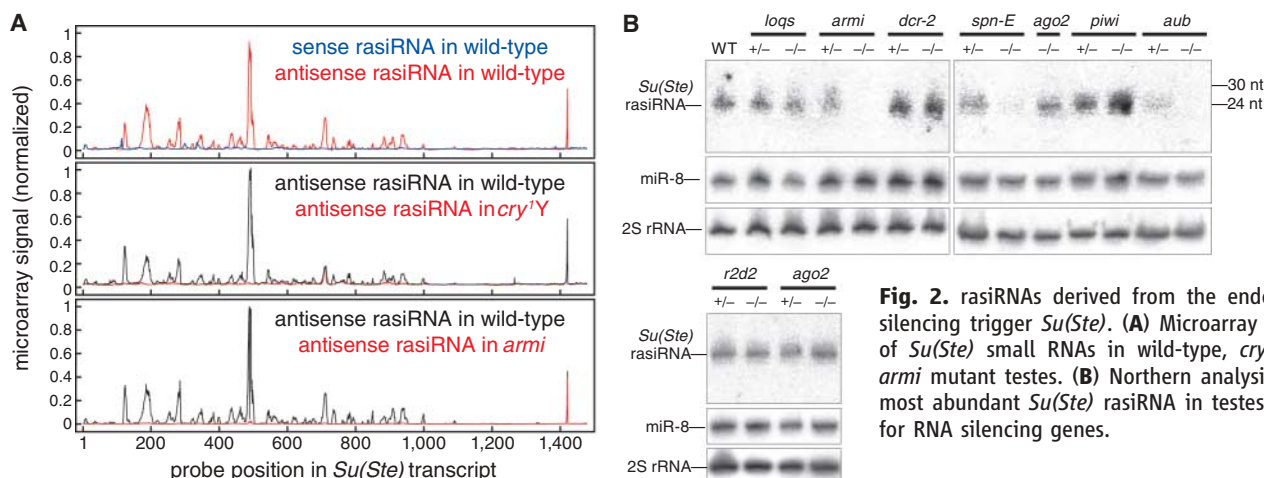 A
microarray signal (normalized)
sense rasiRNA in wild-type
antisense rasiRNA in wild-type
1
0.8
0.6
0.4
0.2
0
antisense rasiRNA in wild-type
antisense rasiRNA in cry¹Y
1
0.8
0.6
0.4
0.2
0
antisense rasiRNA in wild-type
antisense rasiRNA in armi
1
0.8
0.6
0.4
0.2
0
1 200 400 600 800 1,000 1,200 1,400
probe position in Su(Ste) transcript
B
loqs armi dcr-2 spn-E ago2 piwi aub
WT +/– –/– +/– –/– +/– –/– +/– –/– –/– +/– –/– +/– –/–
Su(Ste)
rasiRNA
30 nt
24 nt
miR-8
2S rRNA
r2d2 ago2
+/– –/– +/– –/–
Su(Ste)
rasiRNA
miR-8
2S rRNA
Fig. 2. rasiRNAs derived from the endo
silencing trigger Su(Ste). (A) Microarray
of Su(Ste) small RNAs in wild-type, cry
armi mutant testes. (B) Northern analysi
most abundant Su(Ste) rasiRNA in testes
for RNA silencing genes.